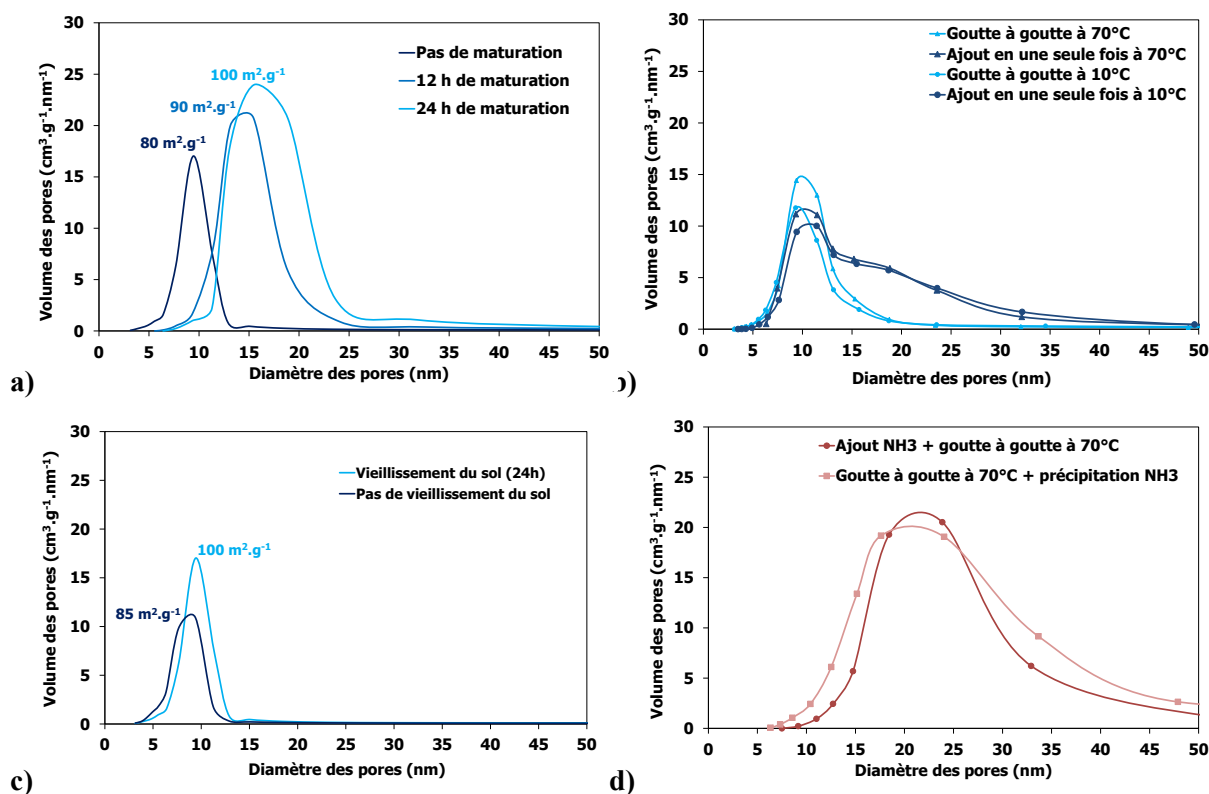 30
25
20
15
10
5
0
Volume des pores (cm³.g⁻¹.nm⁻¹)
Pas de maturation
12 h de maturation
24 h de maturation
100 m².g⁻¹
90 m².g⁻¹
80 m².g⁻¹
0 5 10 15 20 25 30 35 40 45 50
Diamètre des pores (nm)
a)
30
25
20
15
10
5
0
Volume des pores (cm³.g⁻¹.nm⁻¹)
Goutte à goutte à 70°C
Ajout en une seule fois à 70°C
Goutte à goutte à 10°C
Ajout en une seule fois à 10°C
0 5 10 15 20 25 30 35 40 45 50
Diamètre des pores (nm)
b)
30
25
20
15
10
5
0
Volume des pores (cm³.g⁻¹.nm⁻¹)
Vieillissement du sol (24h)
Pas de vieillissement du sol
100 m².g⁻¹
85 m².g⁻¹
0 5 10 15 20 25 30 35 40 45 50
Diamètre des pores (nm)
c)
30
25
20
15
10
5
0
Volume des pores (cm³.g⁻¹.nm⁻¹)
Ajout NH3 + goutte à goutte à 70°C
Goutte à goutte à 70°C + précipitation NH3
0 5 10 15 20 25 30 35 40 45 50
Diamètre des pores (nm)
d)